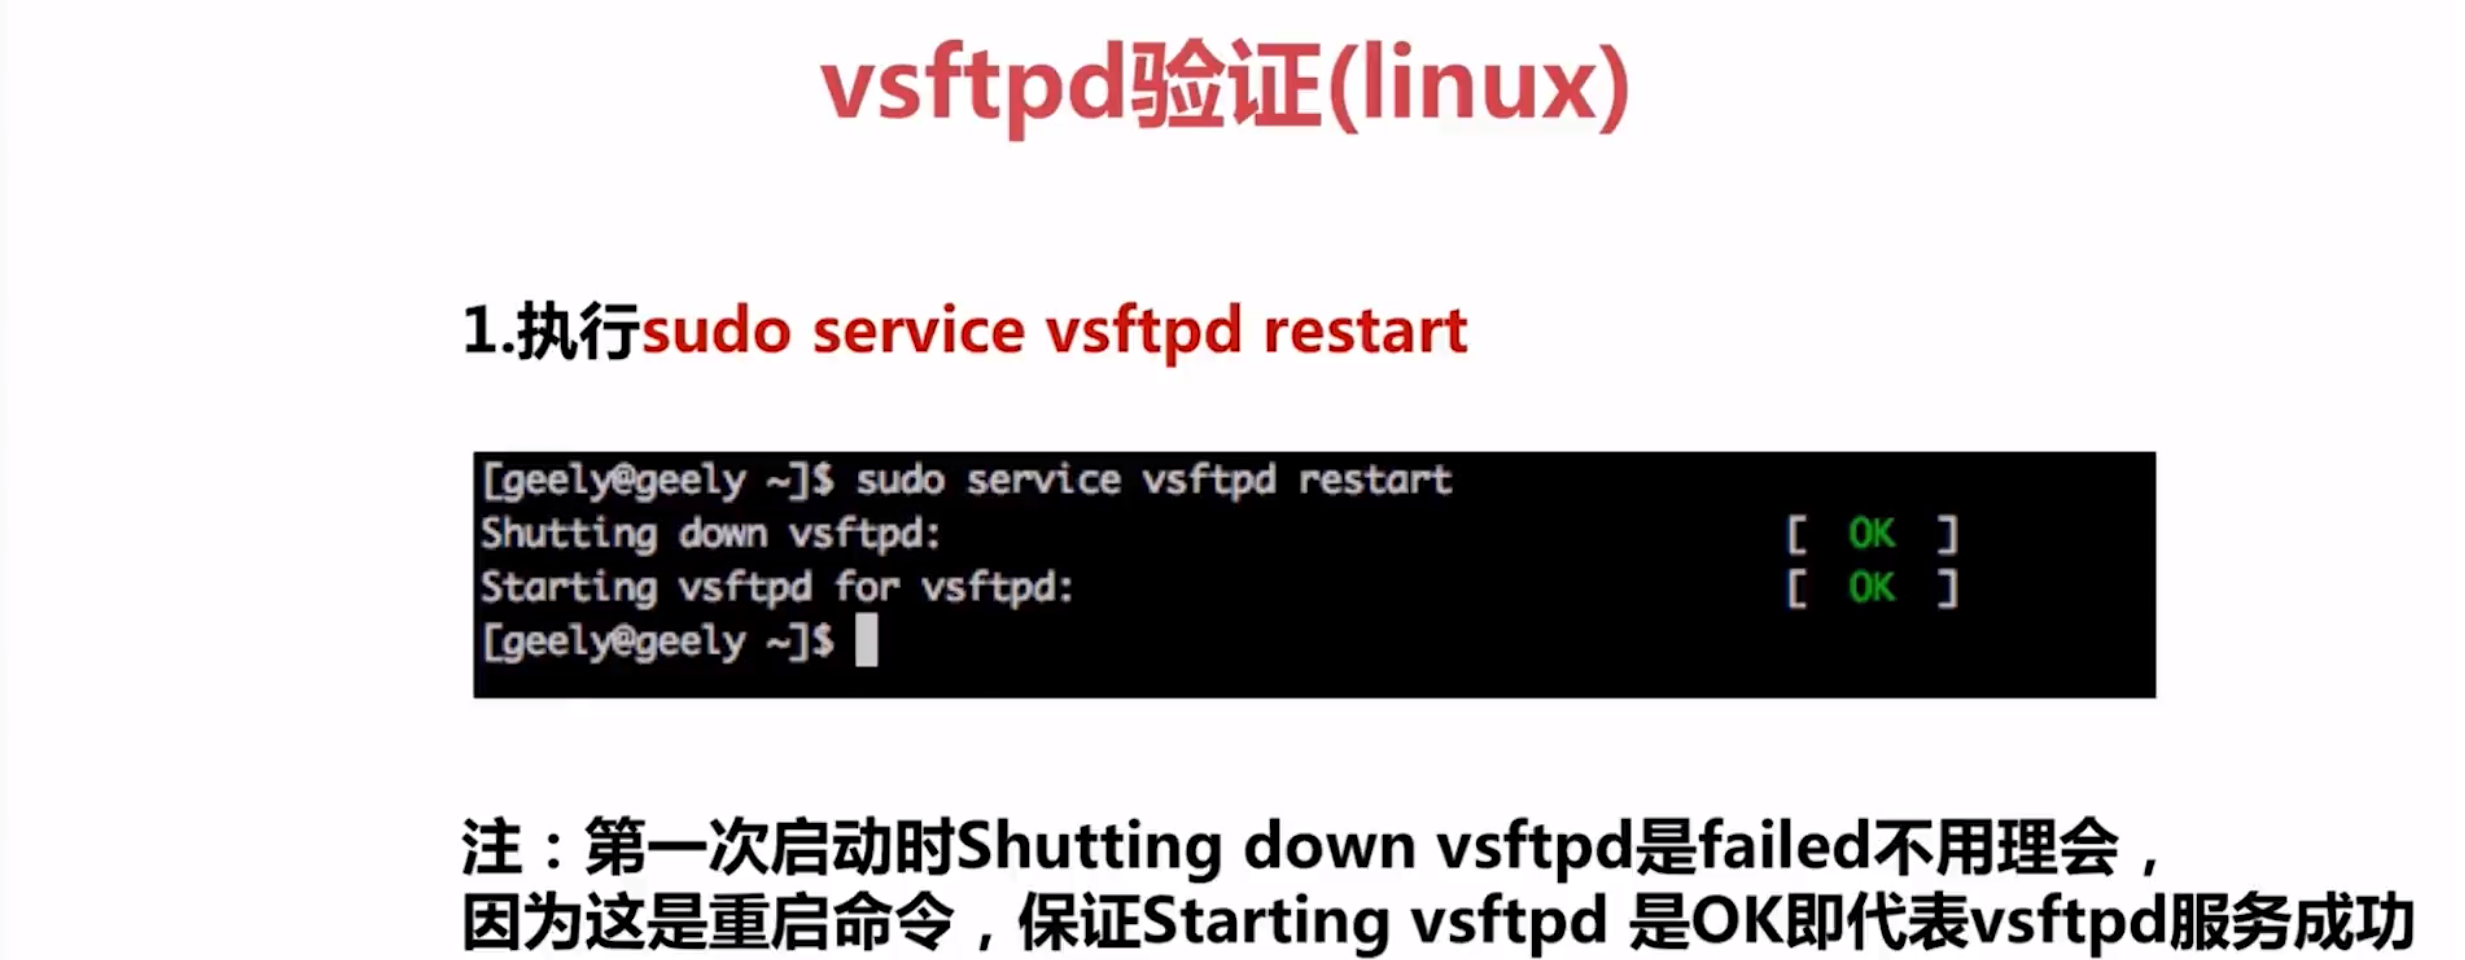 vsftpd验证(linux)
1.执行sudo service vsftpd restart
[geely@geely ~]$ sudo service vsftpd restart
Shutting down vsftpd: [ OK ]
Starting vsftpd for vsftpd: [ OK ]
[geely@geely ~]$
注：第一次启动时Shutting down vsftpd是failed不用理会，
因为这是重启命令，保证Starting vsftpd 是OK即代表vsftpd服务成功